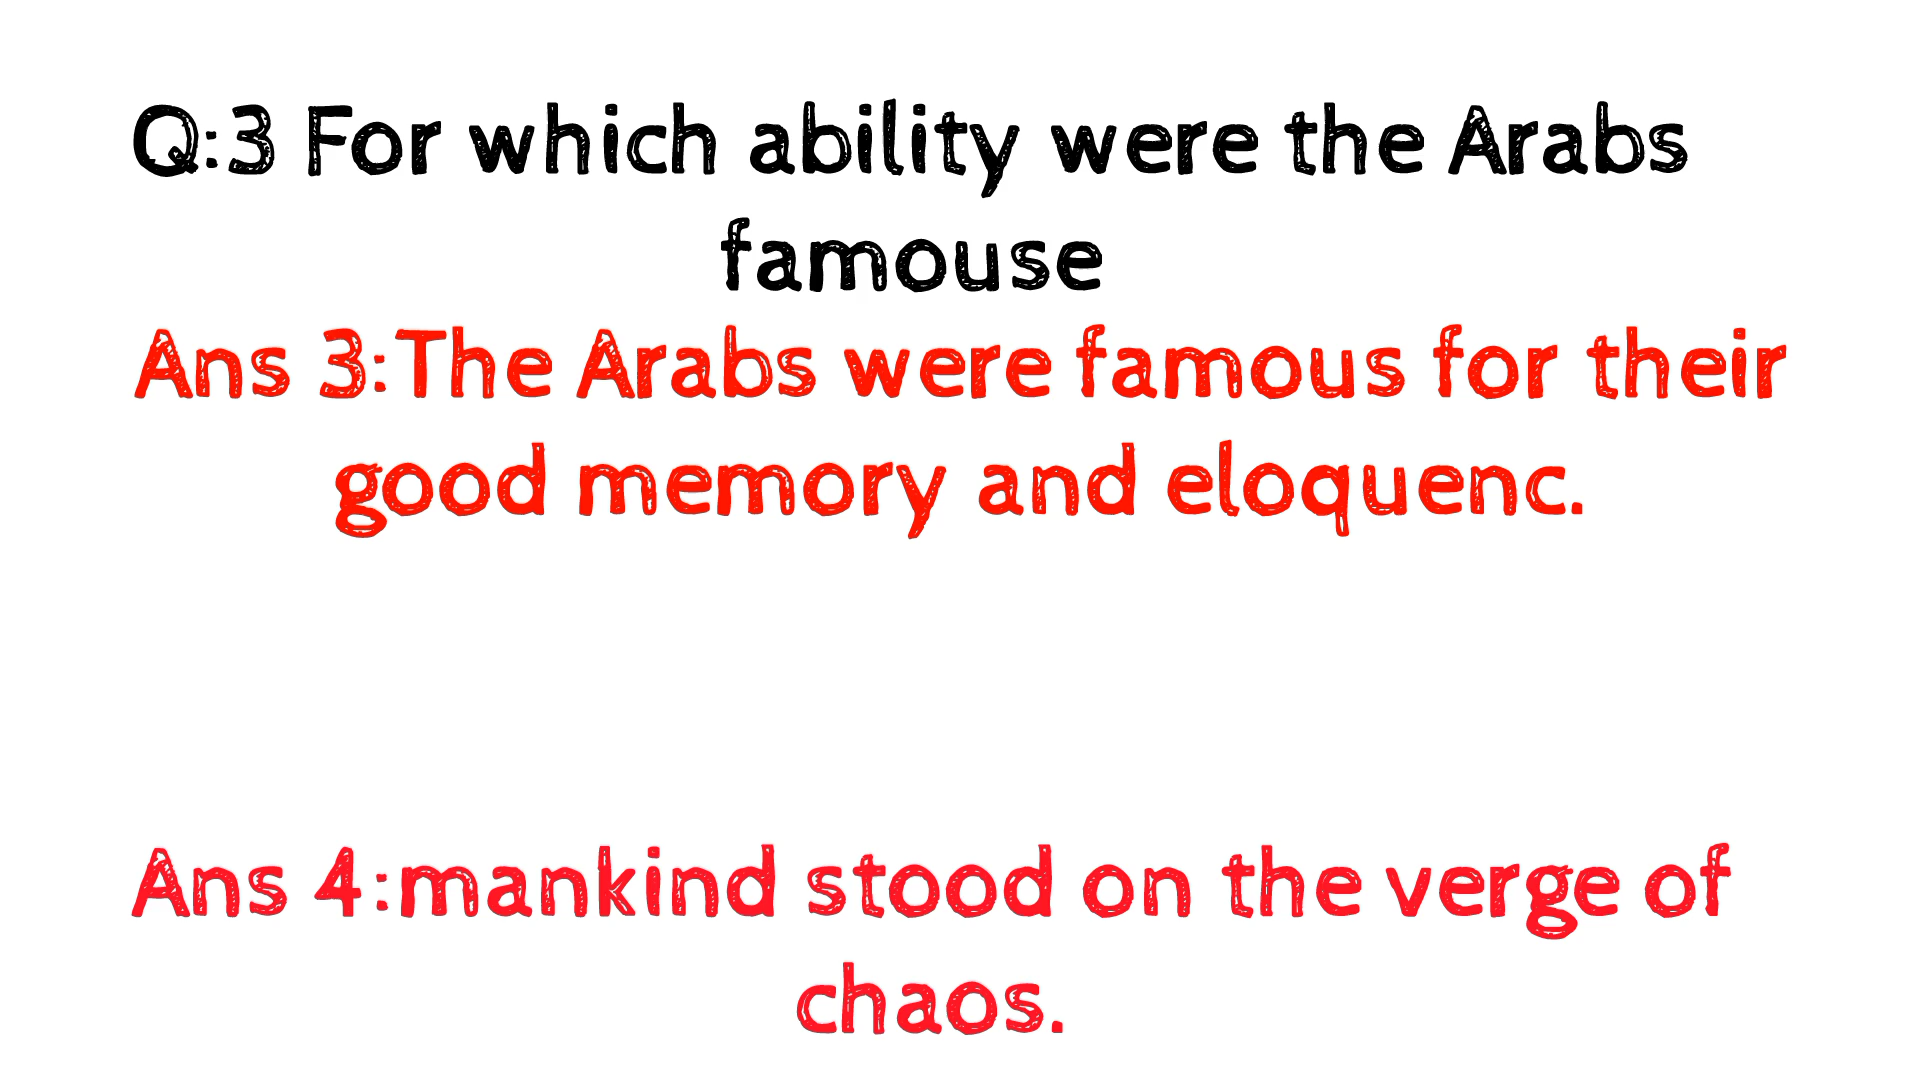 Q:3 For which ability were the Arabs
famouse
Ans 3:The Arabs were famous for their
good memory and eloquenc.
Ans 4:mankind stood on the verge of
chaos.